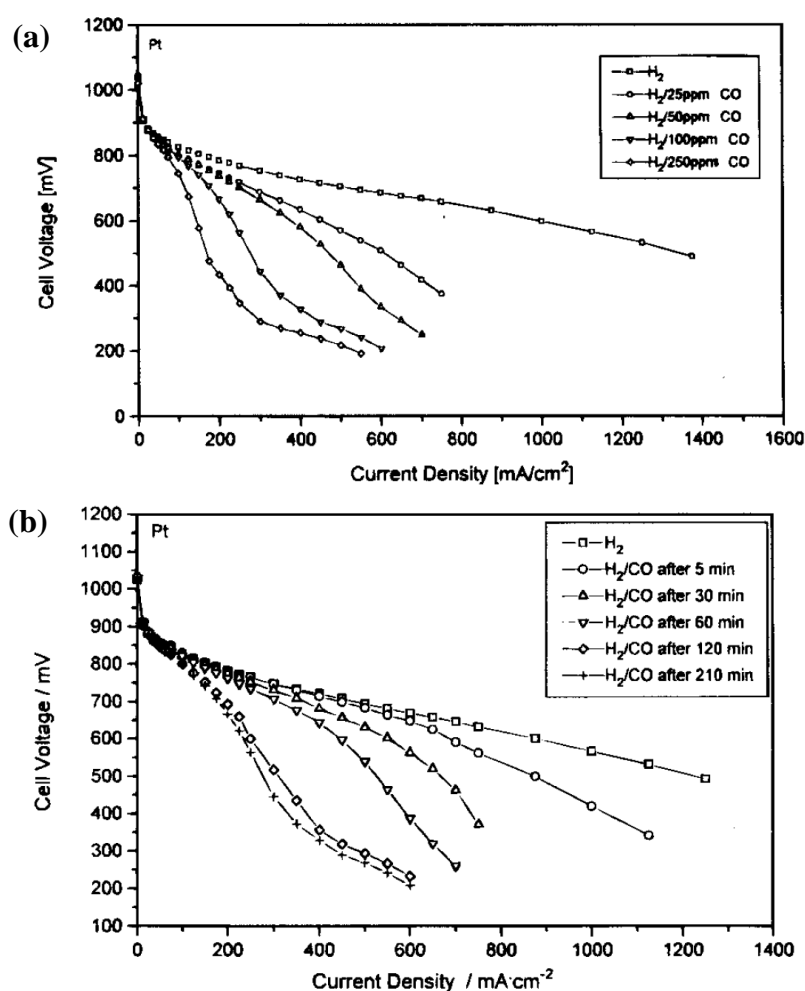 (a)
Pt
H₂
H₂/25ppm CO
H₂/50ppm CO
H₂/100ppm CO
H₂/250ppms CO
1200
1000
800
600
400
200
0
Cell Voltage [mV]
0 200 400 600 800 1000 1200 1400 1600
Current Density [mA/cm²]
(b)
Pt
H₂
H₂/CO after 5 min
H₂/CO after 30 min
H₂/CO after 60 min
H₂/CO after 120 min
H₂/CO after 210 min
1200
1100
1000
900
800
700
600
500
400
300
200
100
Cell Voltage / mV
0 200 400 600 800 1000 1200 1400
Current Density / mA·cm⁻²